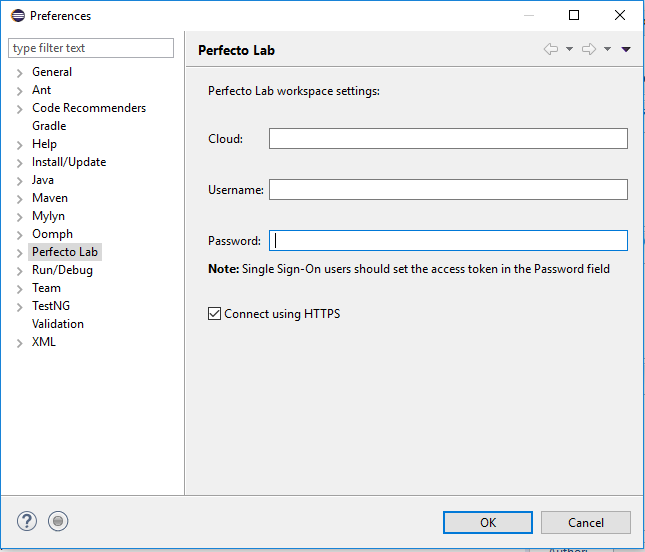 Preferences
type filter text
General
Ant
Code Recommenders
Gradle
Help
Install/Update
Java
Maven
Mylyn
Oomph
Perfecto Lab
Run/Debug
Team
TestNG
Validation
XML
Perfecto Lab
Perfecto Lab workspace settings:
Cloud:
Username:
Password:
Note: Single Sign-On users should set the access token in the Password field
Connect using HTTPS
?
OK
Cancel